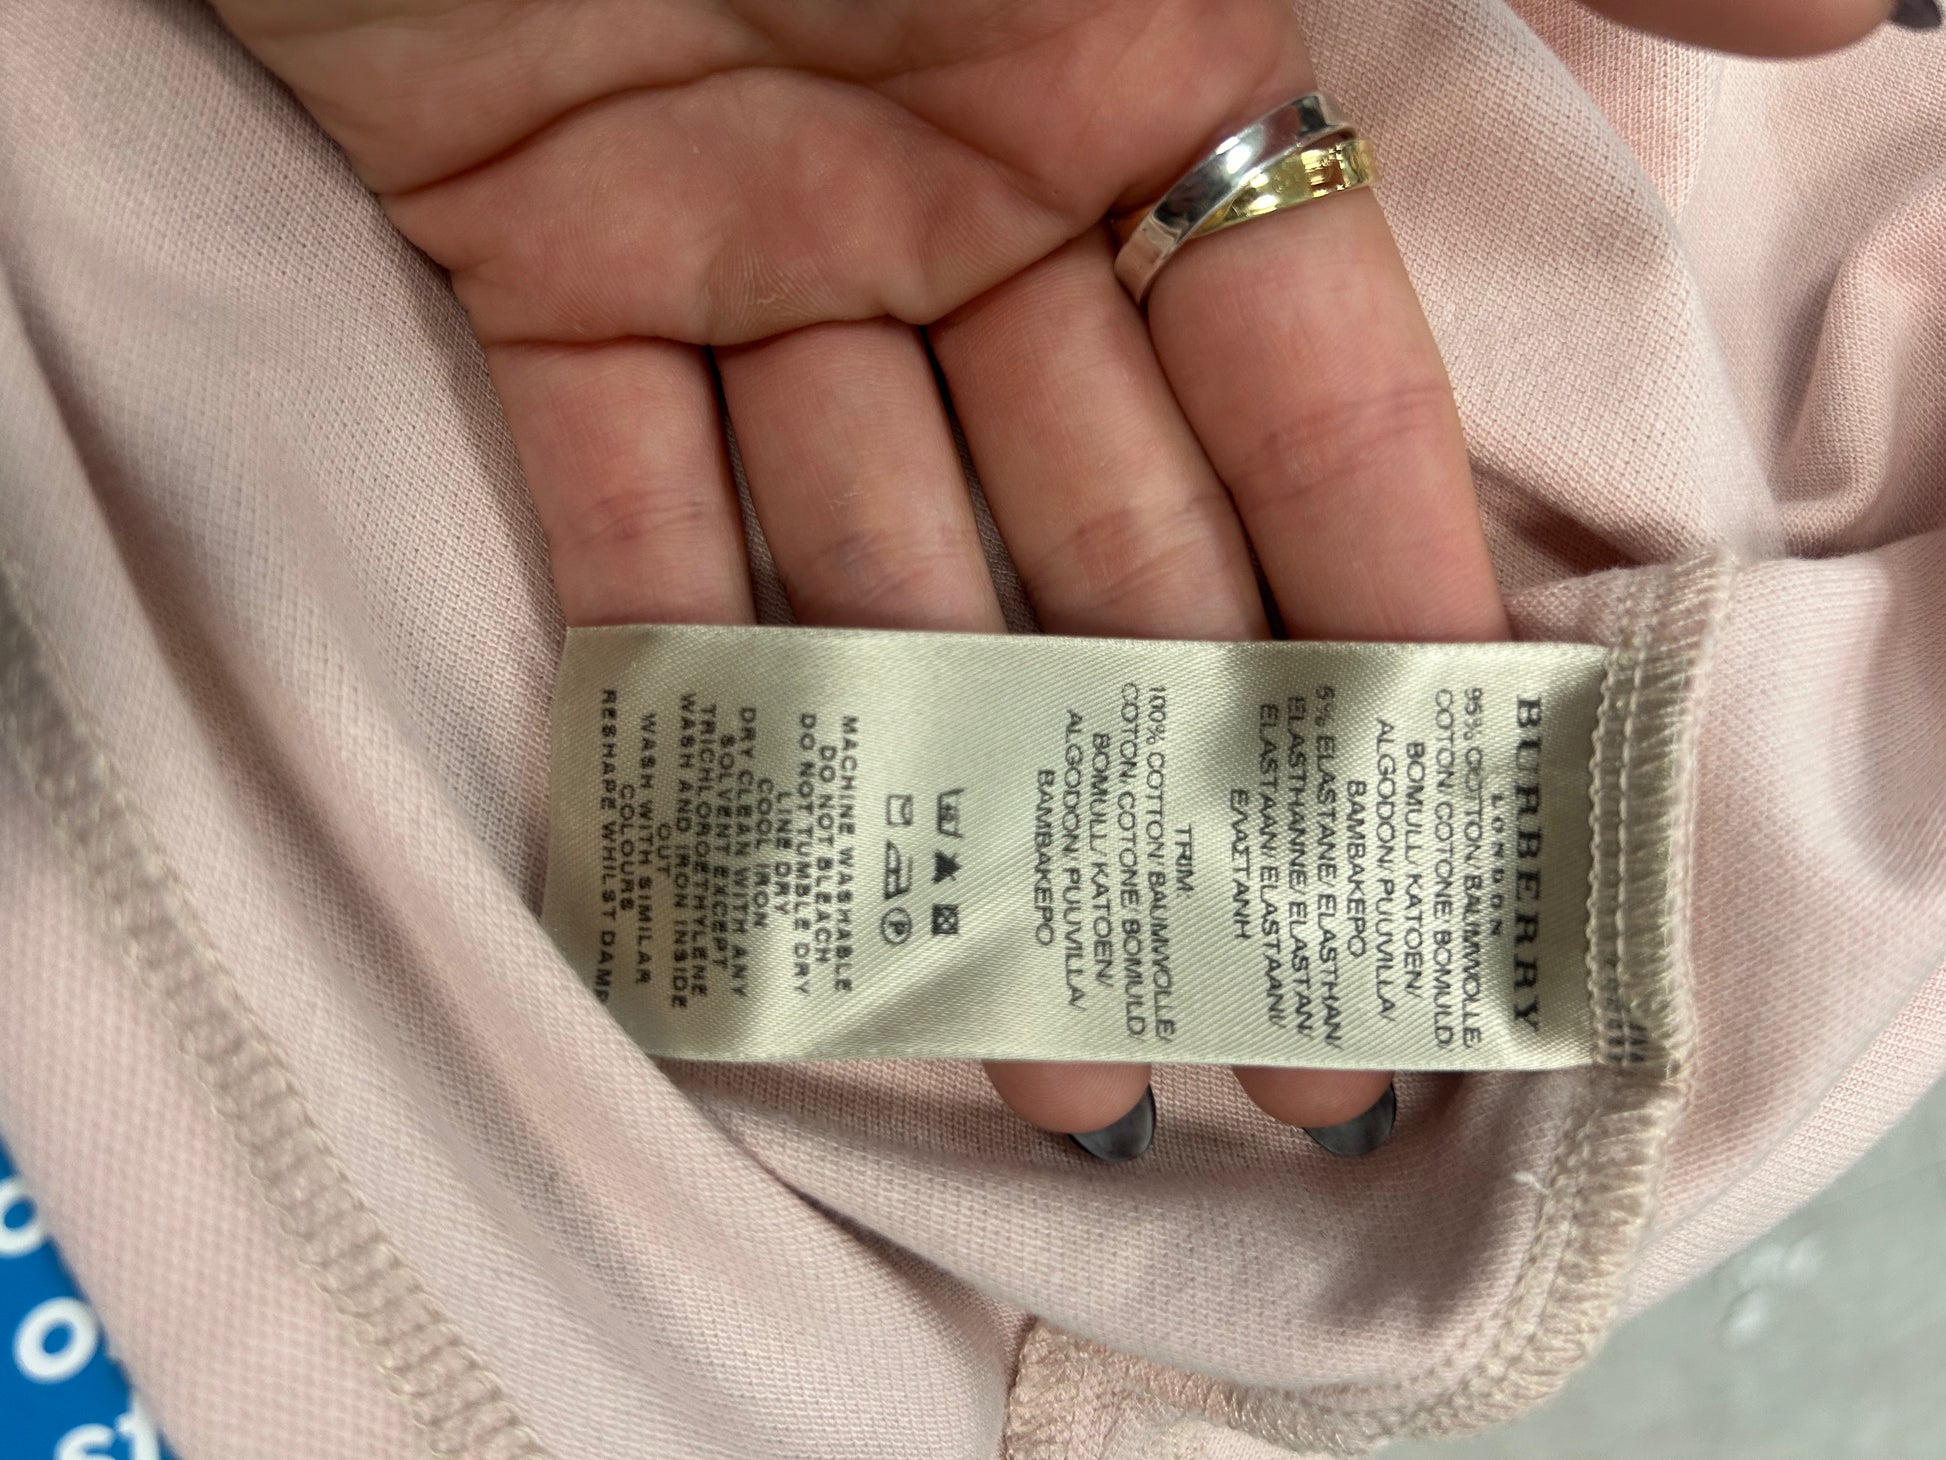 BURBERRY
LONDON
95% COTTON/ BAUMWOLLE/
COTON/ COTONE/ BOMULD/
BOMULL/ KATOEN/
ALGODON/ PUUVILLA/
ΒΑΜΒΑΚΕΡΟ
5% ELASTANE/ ELASTHAN/
ELASTHANNE/ ELASTAN/
ELASTAAN/ ELASTAANI/
ΕΛΑΣΤΑΝΗ
TRIM:
100% COTTON/ BAUMWOLLE/
COTON/ COTONE/ BOMULD/
BOMULL/ KATOEN/
ALGODON/ PUUVILLA/
ΒΑΜΒΑΚΕΡΟ
P
MACHINE WASHABLE
DO NOT BLEACH
DO NOT TUMBLE DRY
LINE DRY
COOL IRON
DRY CLEAN WITH ANY
SOLVENT EXCEPT
TRICHLOROETHYLENE
WASH AND IRON INSIDE
OUT
WASH WITH SIMILAR
COLOURS
RESHAPE WHILST DAMP